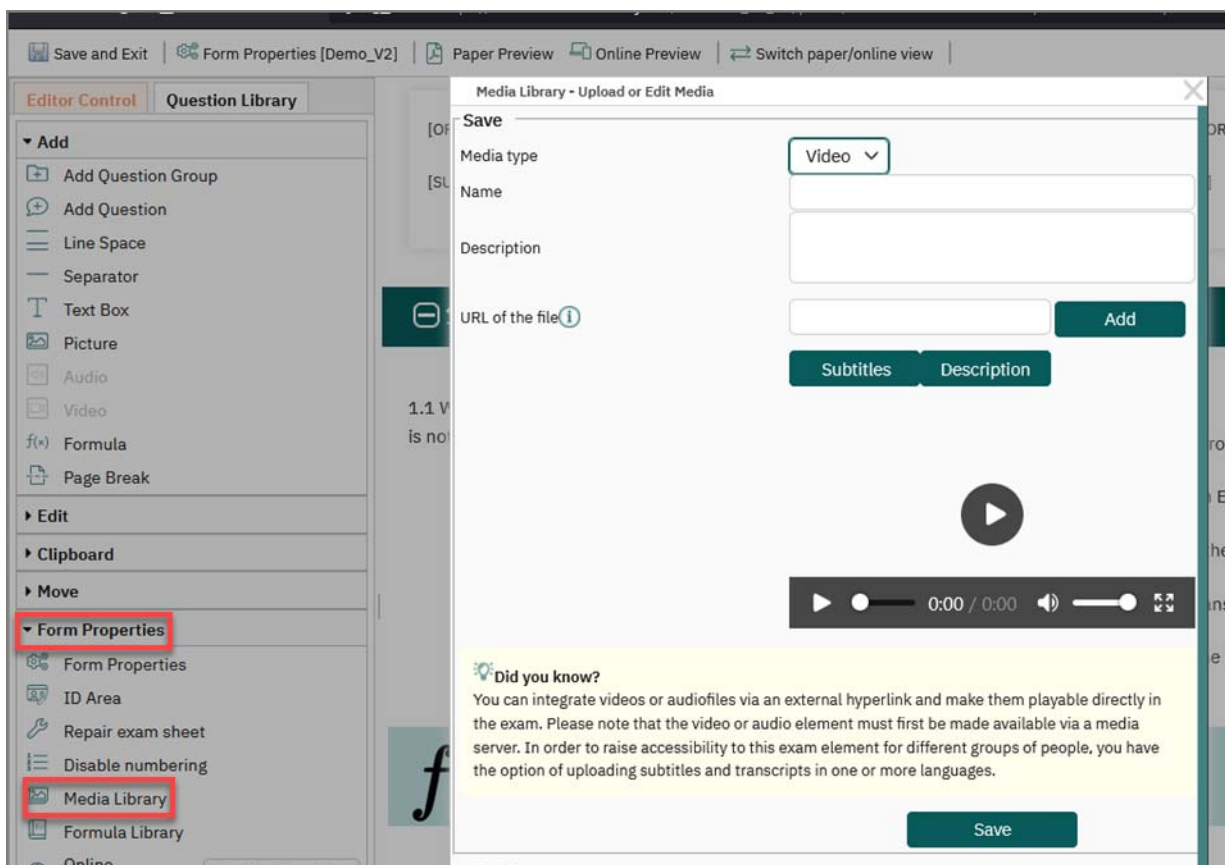 Save and Exit
Form Properties [Demo_V2]
Paper Preview
Online Preview
Switch paper/online view
Editor Control
Question Library
Add
Add Question Group
Add Question
Line Space
Separator
Text Box
Picture
Audio
Video
f(x) Formula
Page Break
Edit
Clipboard
Move
Form Properties
Form Properties
ID Area
Repair exam sheet
Disable numbering
Media Library
Formula Library
Online
1.1
is not
Media Library - Upload or Edit Media
Save
Media type
Video
Name
Description
URL of the file
Add
Subtitles
Description
0:00 / 0:00
Did you know?
You can integrate videos or audiofiles via an external hyperlink and make them playable directly in
the exam. Please note that the video or audio element must first be made available via a media
server. In order to raise accessibility to this exam element for different groups of people, you have
the option of uploading subtitles and transcripts in one or more languages.
Save